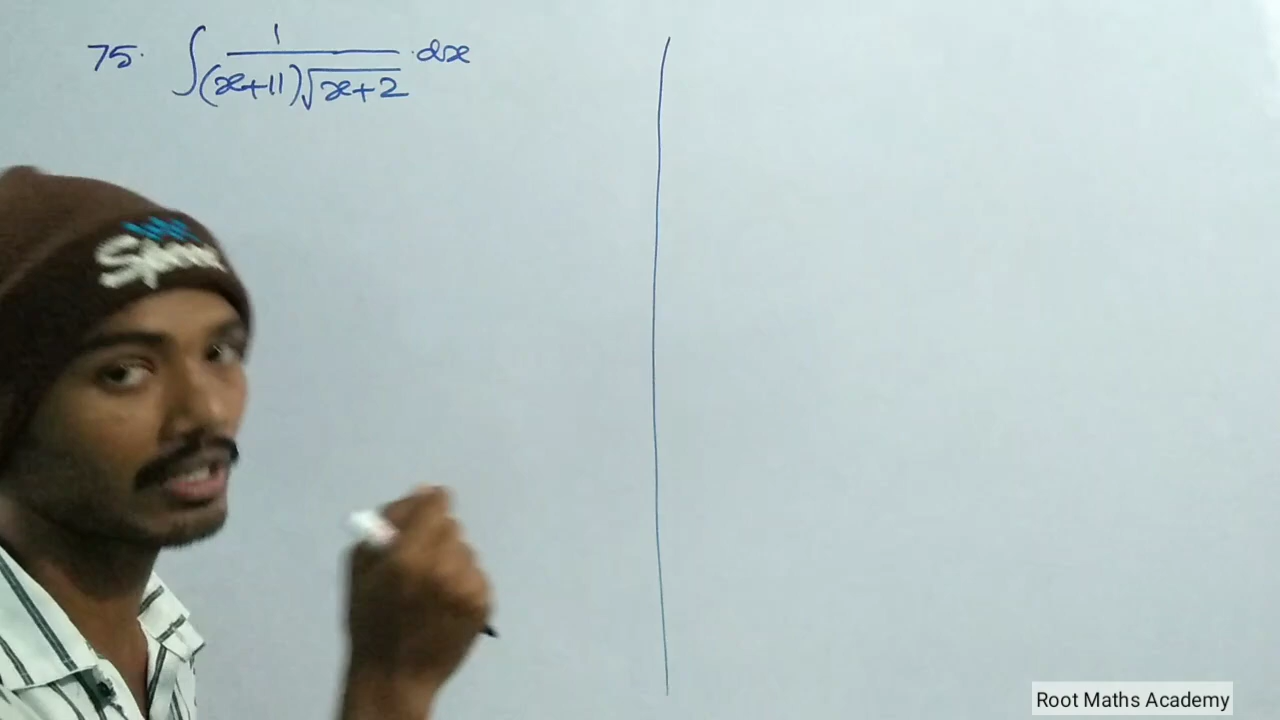 75. ∫ 1/((x+11)√(x+2)) .dx
Root Maths Academy